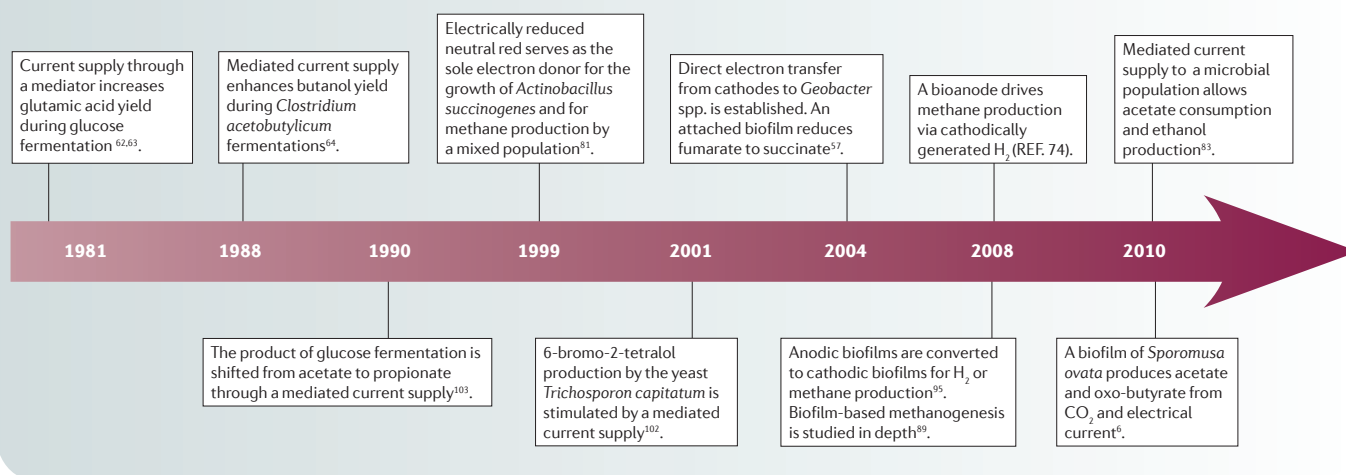 Current supply through
a mediator increases
glutamic acid yield
during glucose
fermentation 62,63.
Mediated current supply
enhances butanol yield
during Clostridium
acetobutylicum
fermentations64.
Electrically reduced
neutral red serves as the
sole electron donor for the
growth of Actinobacillus
succinogenes and for
methane production by
a mixed population81.
Direct electron transfer
from cathodes to Geobacter
spp. is established. An
attached biofilm reduces
fumarate to succinate57.
A bioanode drives
methane production
via cathodically
generated H2 (REF. 74).
Mediated current
supply to a microbial
population allows
acetate consumption
and ethanol
production83.
1981 1988 1990 1999 2001 2004 2008 2010
The product of glucose fermentation is
shifted from acetate to propionate
through a mediated current supply103.
6-bromo-2-tetralol
production by the yeast
Trichosporon capitatum is
stimulated by a mediated
current supply102.
Anodic biofilms are converted
to cathodic biofilms for H2 or
methane production95.
Biofilm-based methanogenesis
is studied in depth89.
A biofilm of Sporomusa
ovata produces acetate
and oxo-butyrate from
CO2 and electrical
current6.